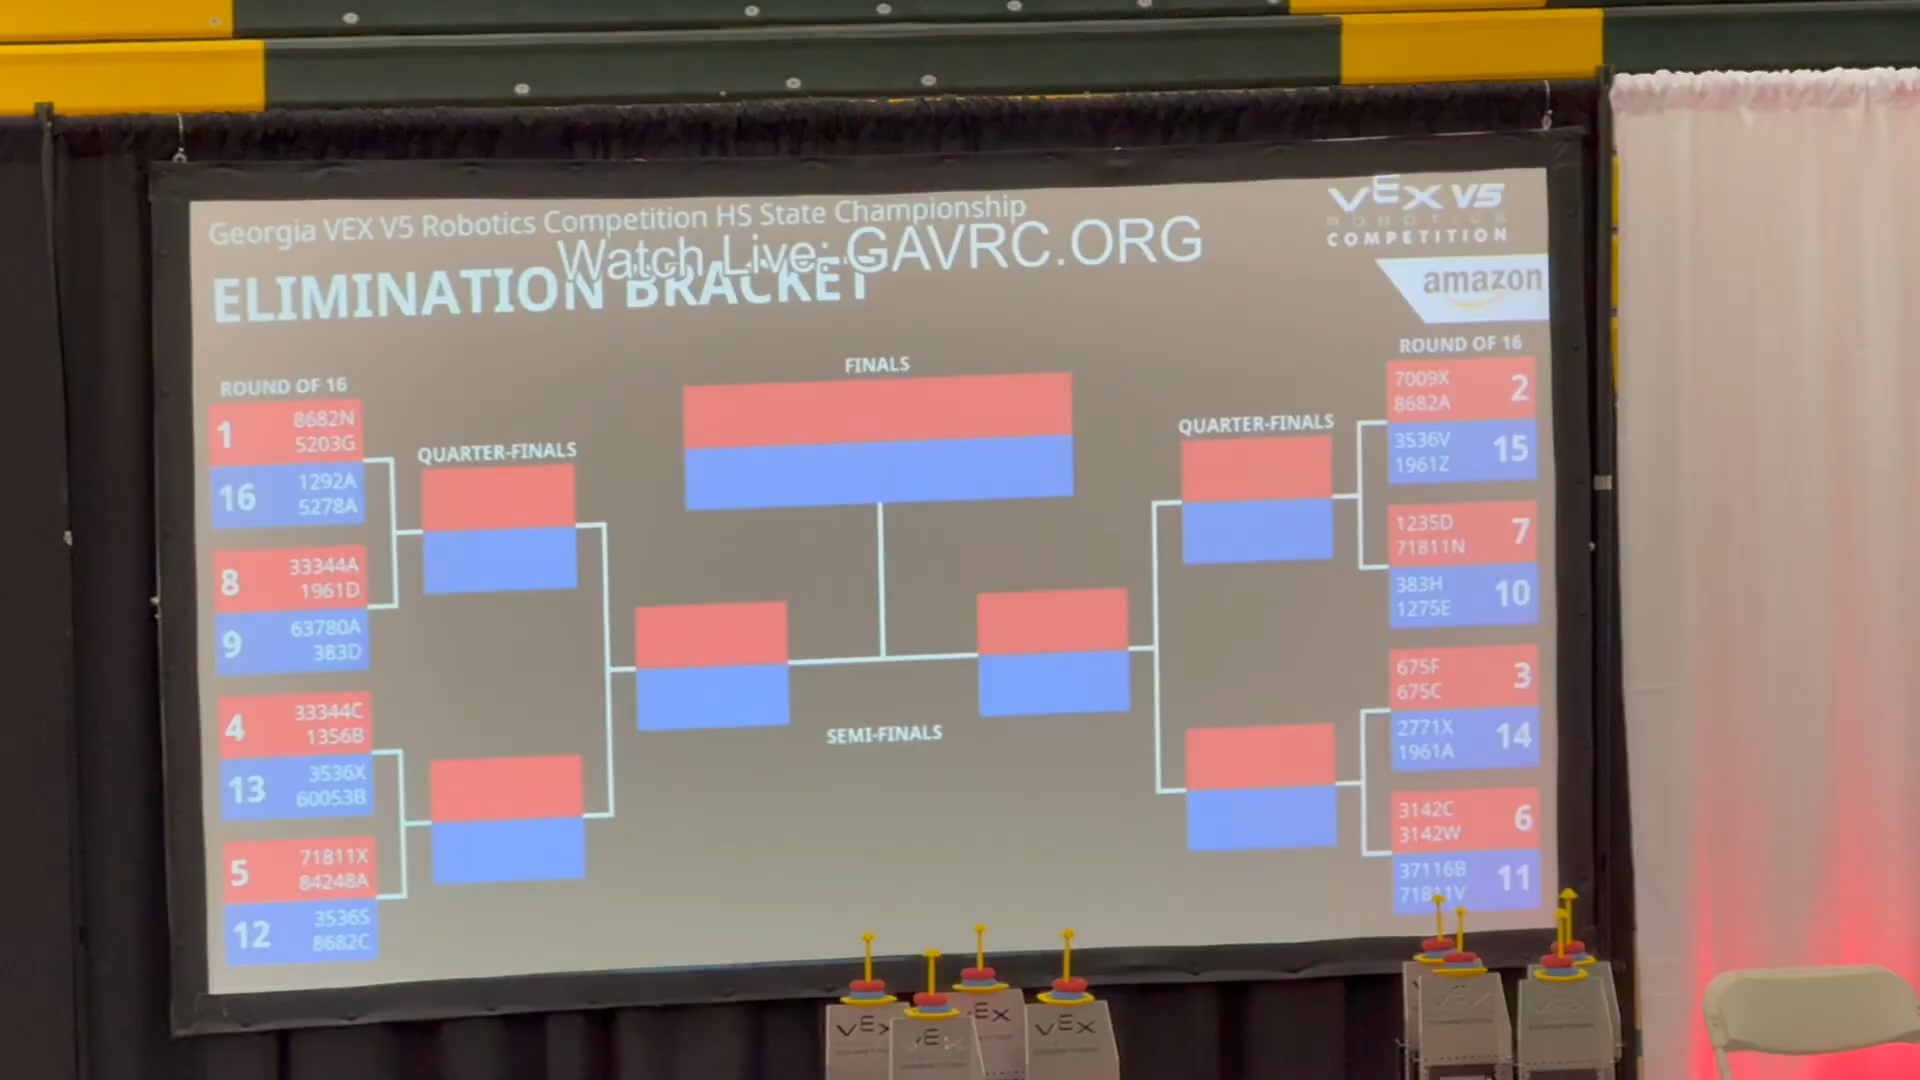 Georgia VEX V5 Robotics Competition HS State Championship
Watch Live: GAVRC.ORG
ELIMINATION BRACKET
VEX V5
ROBOTICS
COMPETITION
amazon
ROUND OF 16
1
8682N
5203G
16
1292A
5278A
8
33344A
1961D
9
63780A
383D
4
33344C
1356B
13
3536X
60053B
5
71811X
84248A
12
3536S
8682C
QUARTER-FINALS
FINALS
SEMI-FINALS
QUARTER-FINALS
ROUND OF 16
7009X
8682A
2
3536V
1961Z
15
1235D
71811N
7
383H
1275E
10
675F
675C
3
2771X
1961A
14
3142C
3142W
6
37116B
71811V
11
VEX
VEX
VEX
VEX